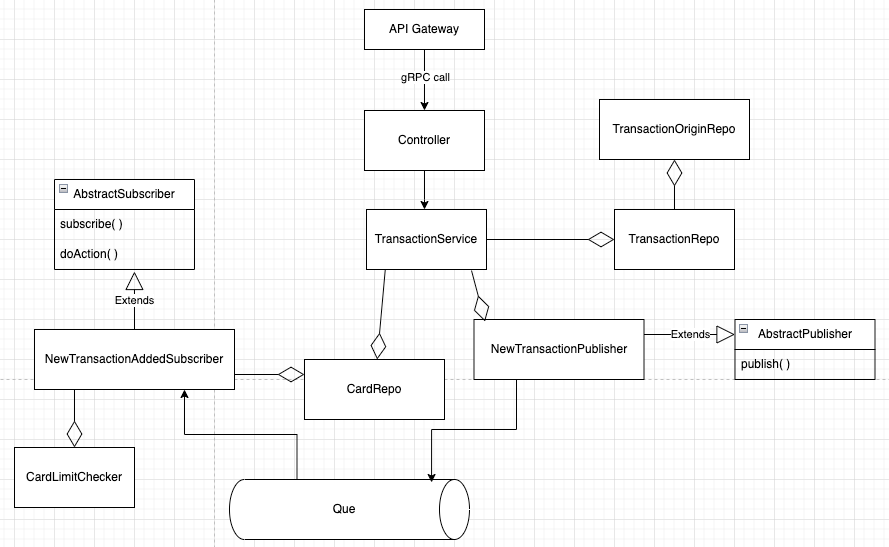 API Gateway
gRPC call
Controller
TransactionOriginRepo
AbstractSubscriber
subscribe( )
doAction( )
TransactionService
TransactionRepo
Extends
NewTransactionAddedSubscriber
NewTransactionPublisher
Extends
AbstractPublisher
publish( )
CardRepo
CardLimitChecker
Que